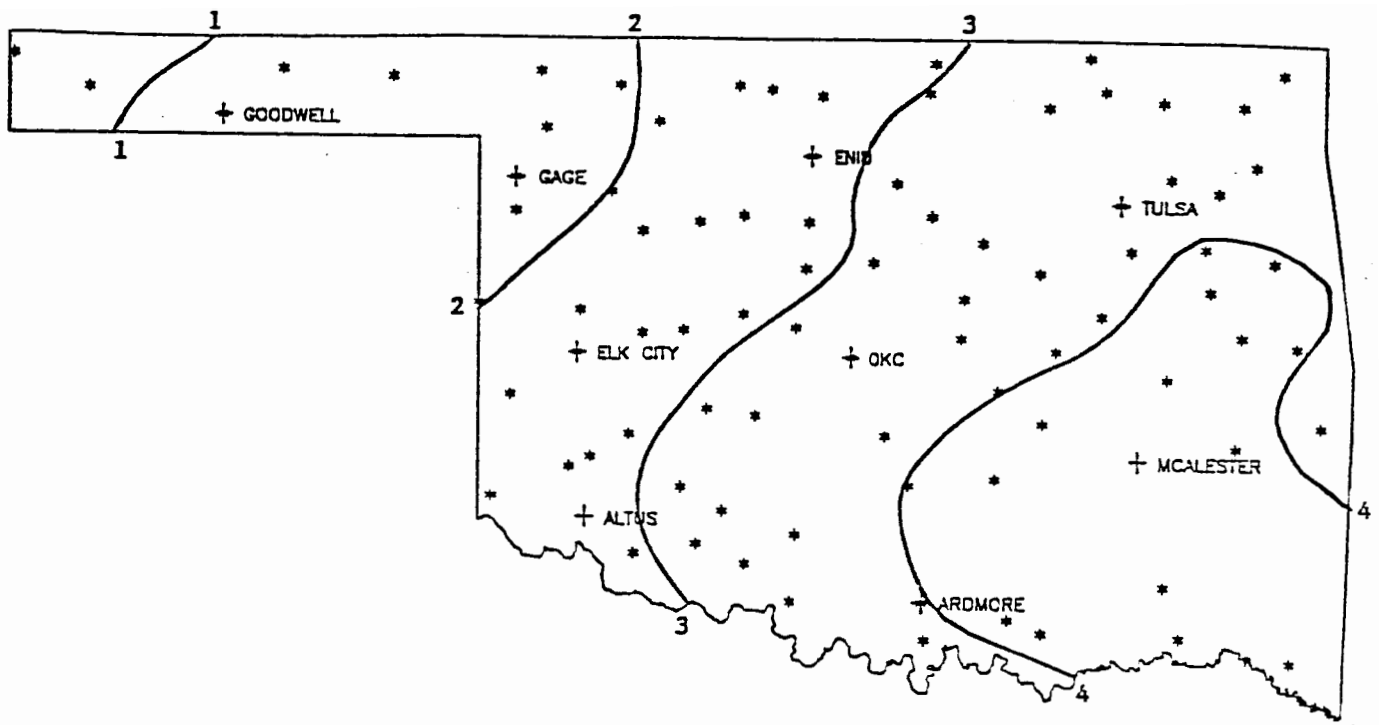 1 2 3
GOODWELL
1
ENID
GAGE
TULSA
2
ELK CITY
OKC
MCALESTER
4
ALTUS
ARDMORE
3
4